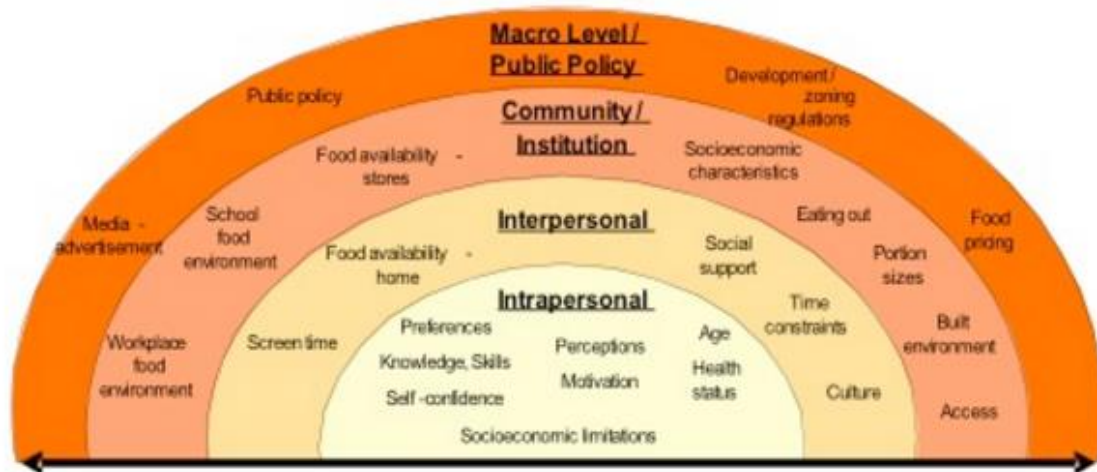 Macro Level /
Public Policy
Public policy
Development/
zoning
regulations
Media -
advertisement
Food
pricing
Community /
Institution
Food availability -
stores
Socioeconomic
characteristics
School
food
environment
Eating out
Portion
sizes
Workplace
food
environment
Built
environment
Access
Interpersonal
Food availability -
home
Social
support
Screen time
Time
constraints
Culture
Intrapersonal
Preferences
Perceptions
Age
Knowledge, Skills
Motivation
Health
status
Self -confidence
Socioeconomic limitations